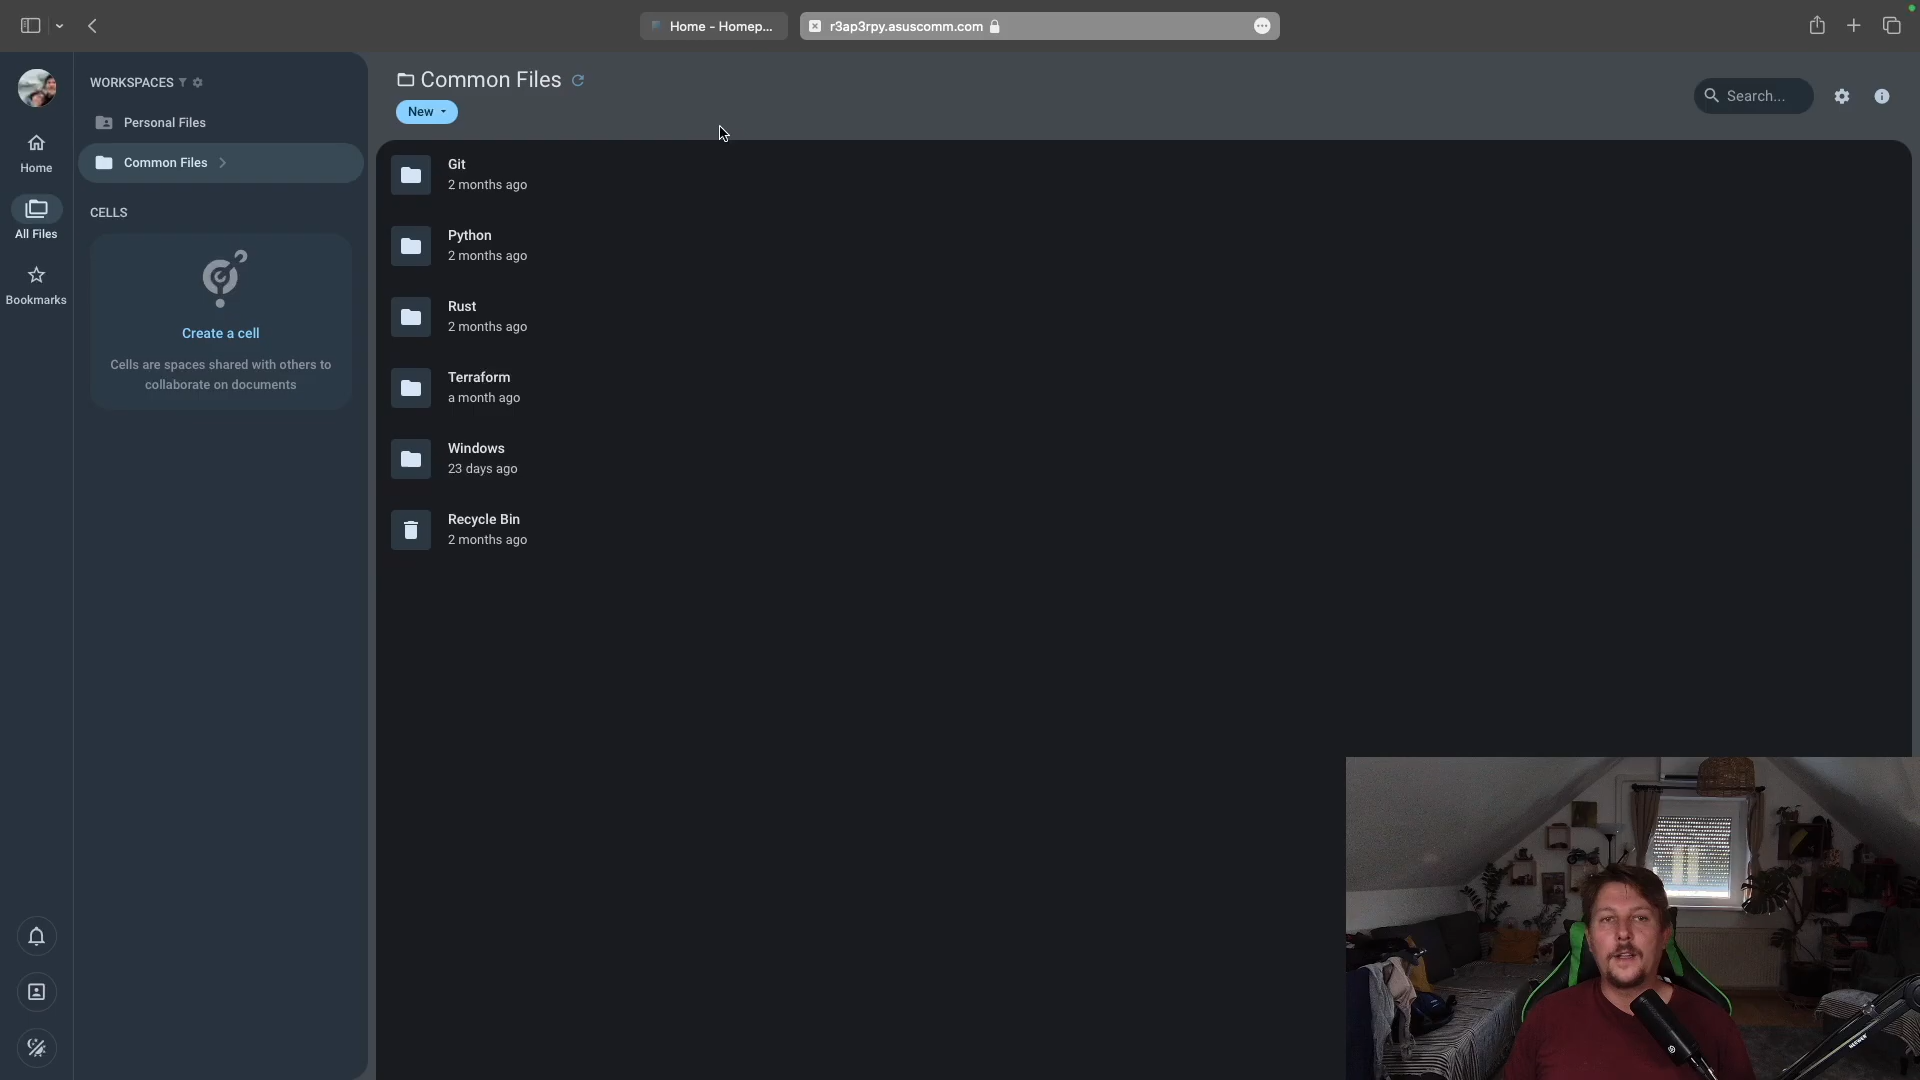 Home - Homep...
r3ap3rpy.asuscomm.com
WORKSPACES
Personal Files
Common Files
Home
All Files
Bookmarks
CELLS
Create a cell
Cells are spaces shared with others to
collaborate on documents
Common Files
New
Search...
Git
2 months ago
Python
2 months ago
Rust
2 months ago
Terraform
a month ago
Windows
23 days ago
Recycle Bin
2 months ago